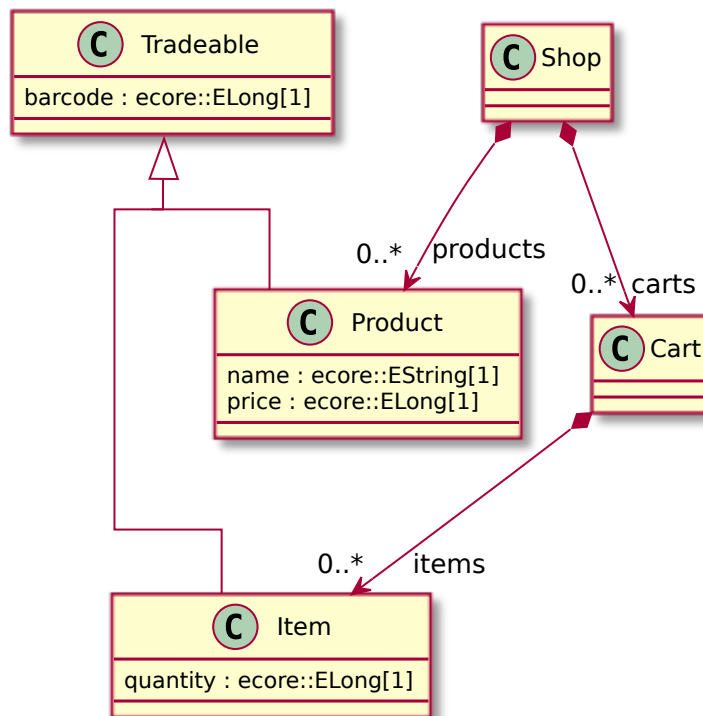 C Tradeable
barcode : ecore::ELong[1]
C Shop
0..* products
0..* carts
C Product
name : ecore::EString[1]
price : ecore::ELong[1]
C Cart
0..* items
C Item
quantity : ecore::ELong[1]